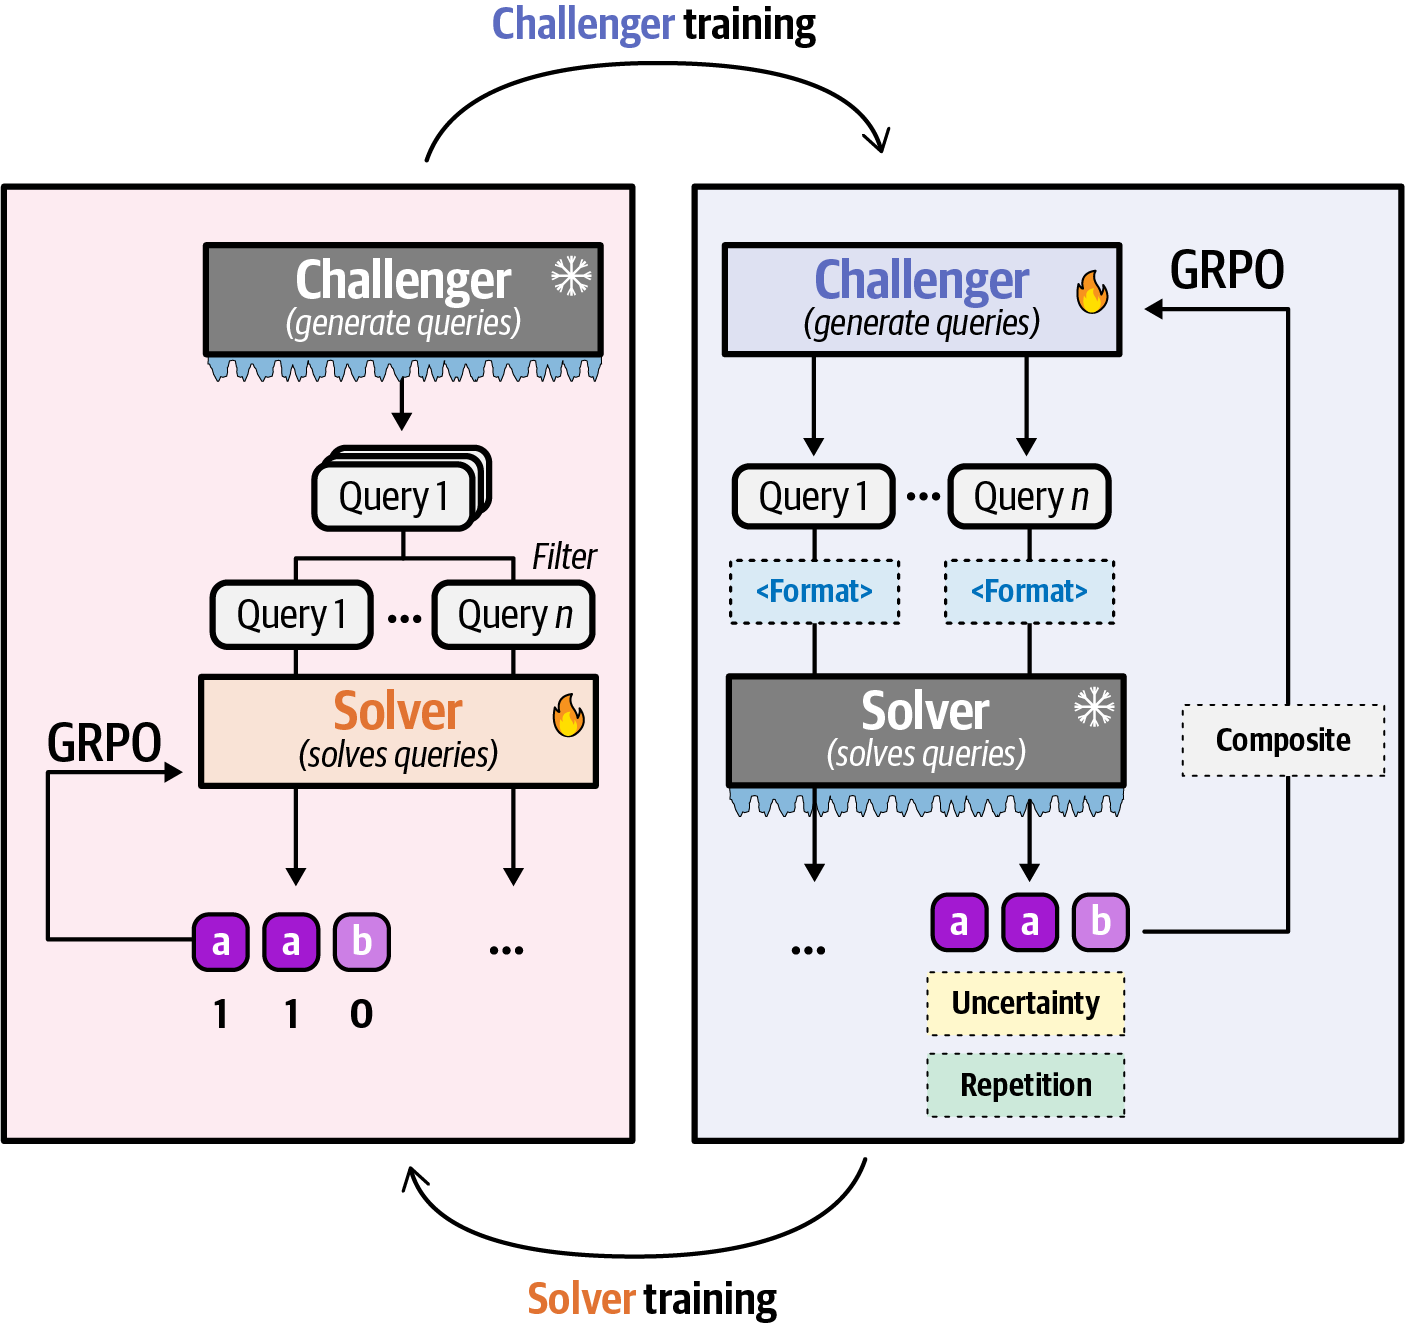 Challenger training
Challenger
(generate queries)
Query 1
Filter
Query 1 ... Query n
Solver
(solves queries)
GRPO
a a b
...
1 1 0
Challenger
(generate queries)
GRPO
Query 1 ... Query n
<Format> <Format>
Solver
(solves queries)
Composite
...
a a b
Uncertainty
Repetition
Solver training